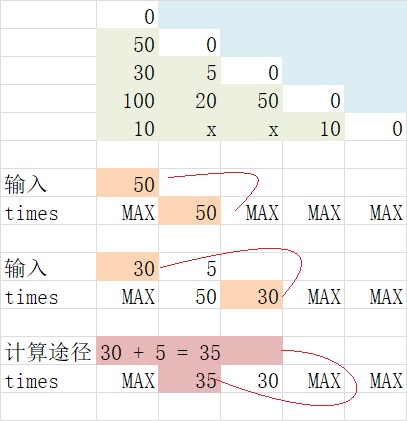 0
50 0
30 5 0
100 20 50 0
10 x x 10 0
输入 50
times MAX 50 MAX MAX MAX
输入 30 5
times MAX 50 30 MAX MAX
计算途径 30 + 5 = 35
times MAX 35 30 MAX MAX